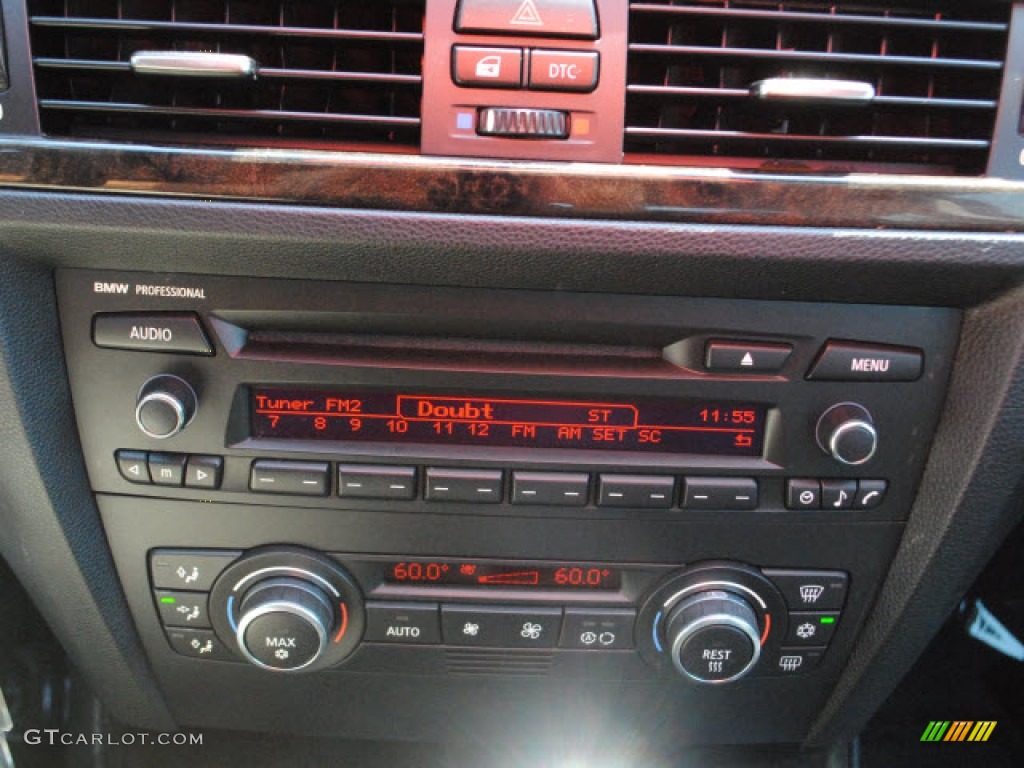 DTC
BMW PROFESSIONAL
AUDIO
MENU
Tuner FM2
Doubt
ST
11:55
7 8 9 10 11 12 FM AM SET SC
m
60.0°
60.0°
MAX
AUTO
A
REST
GTCARLOT.COM